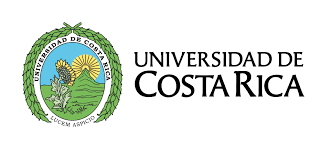 UNIVERSIDAD DE COSTA RICA
LUCEM ASPICIO
UNIVERSIDAD DE
COSTA RICA